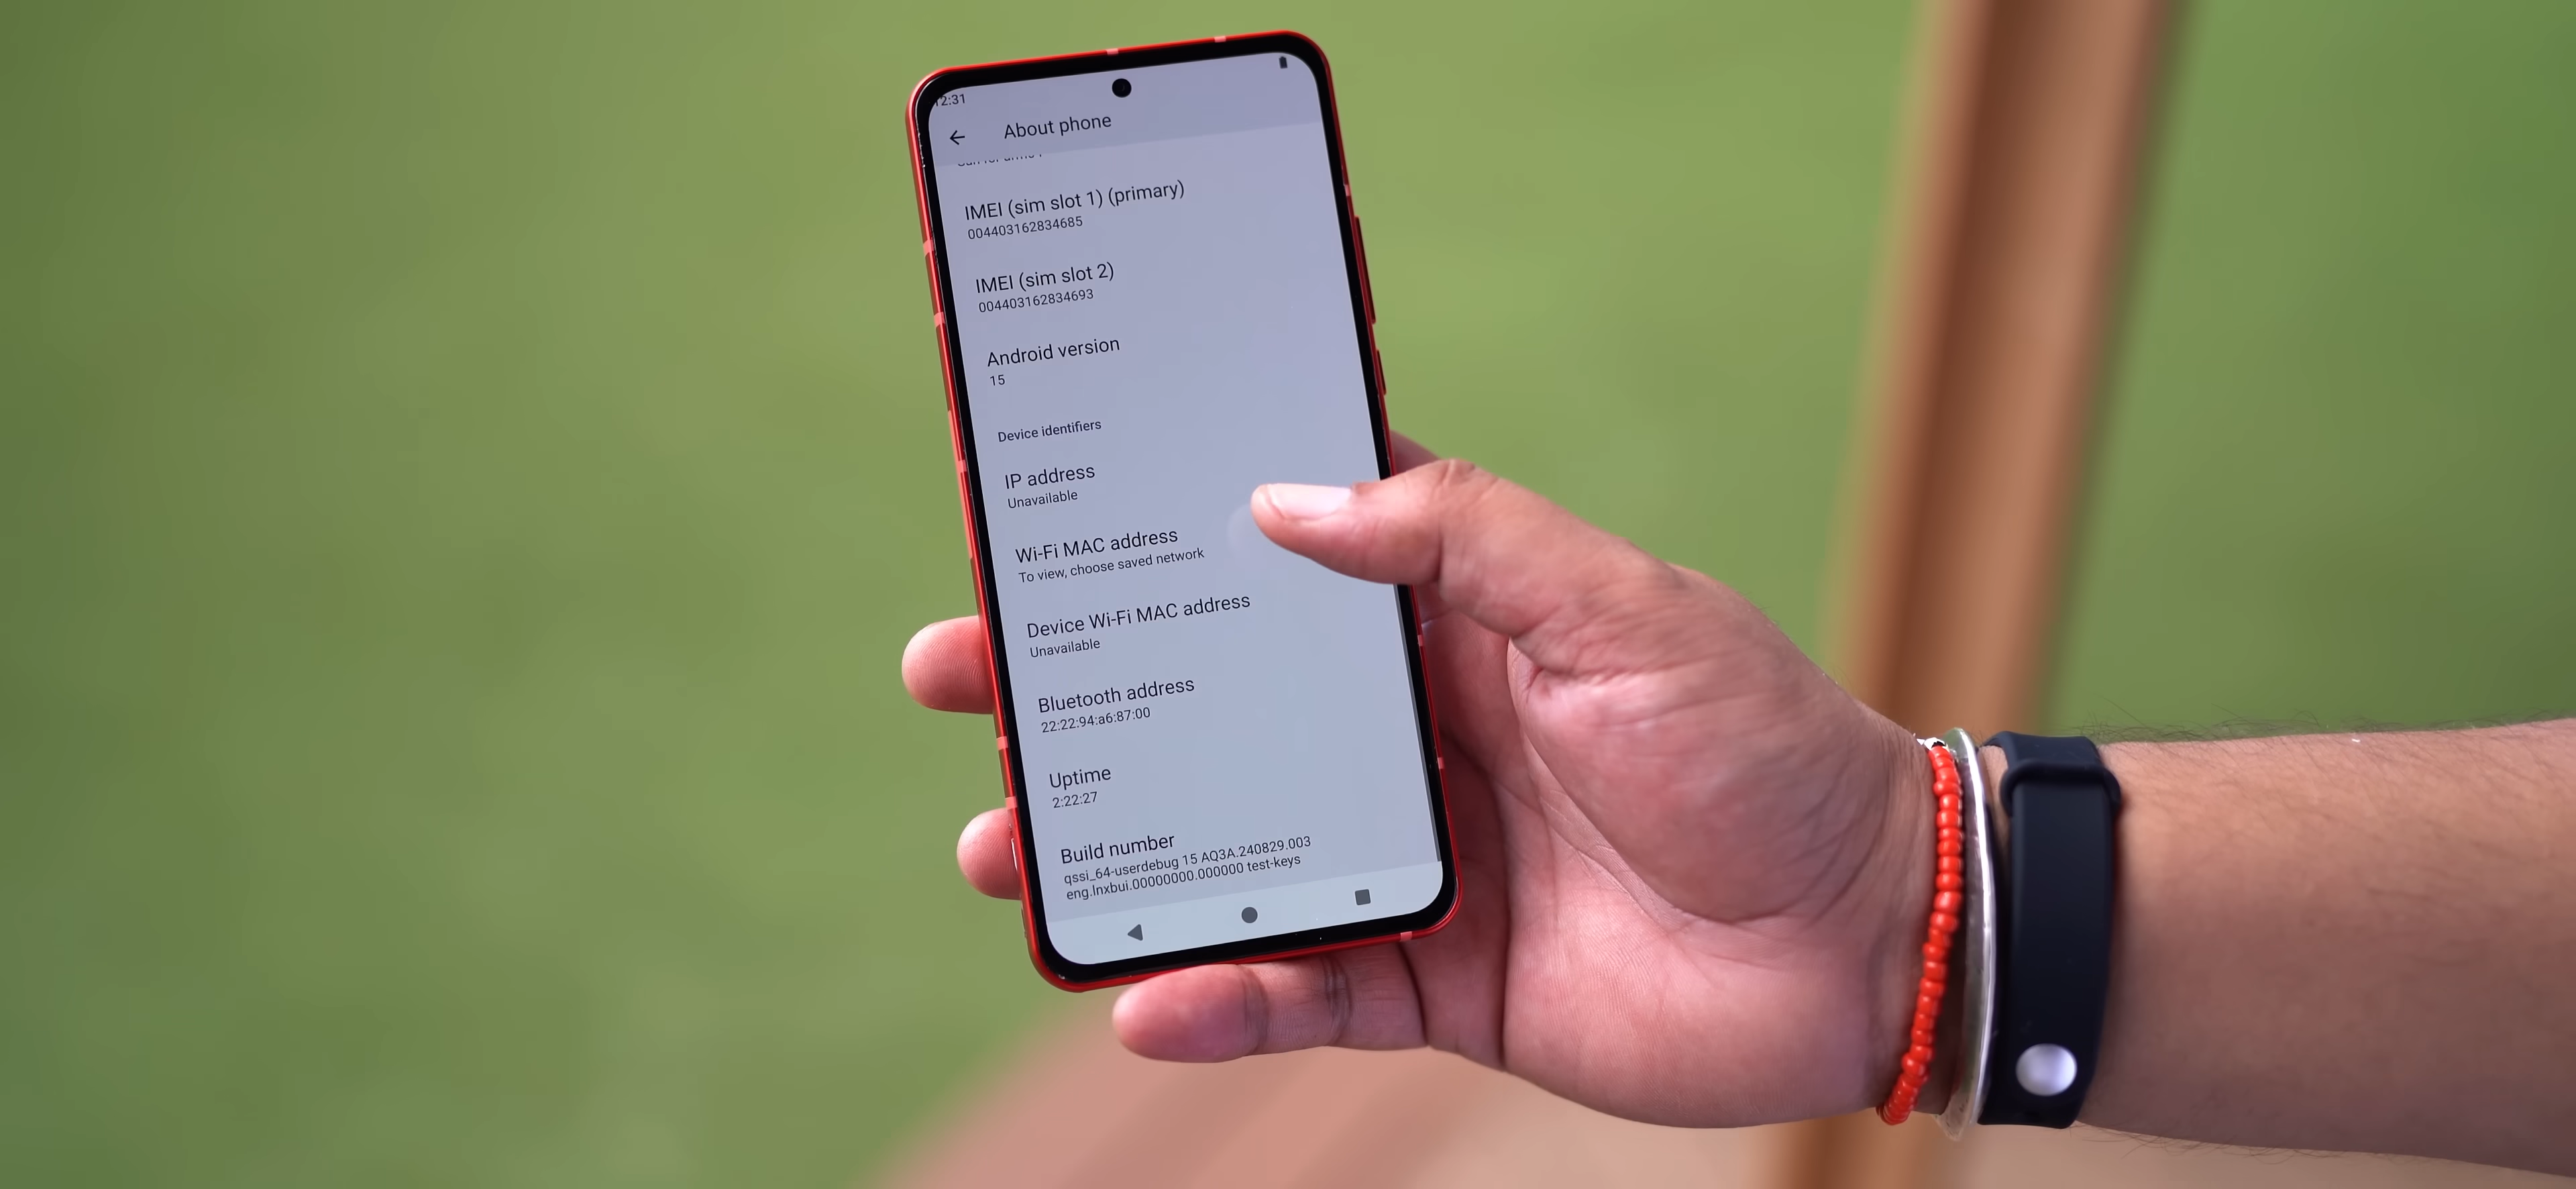 12:31
About phone
IMEI (sim slot 1) (primary)
004403162834685
IMEI (sim slot 2)
004403162834693
Android version
15
Device identifiers
IP address
Unavailable
Wi-Fi MAC address
To view, choose saved network
Device Wi-Fi MAC address
Unavailable
Bluetooth address
22:22:94:a6:87:00
Uptime
2:22:27
Build number
qssi_64-userdebug 15 AQ3A.240829.003
eng.lnxbui.00000000.000000 test-keys